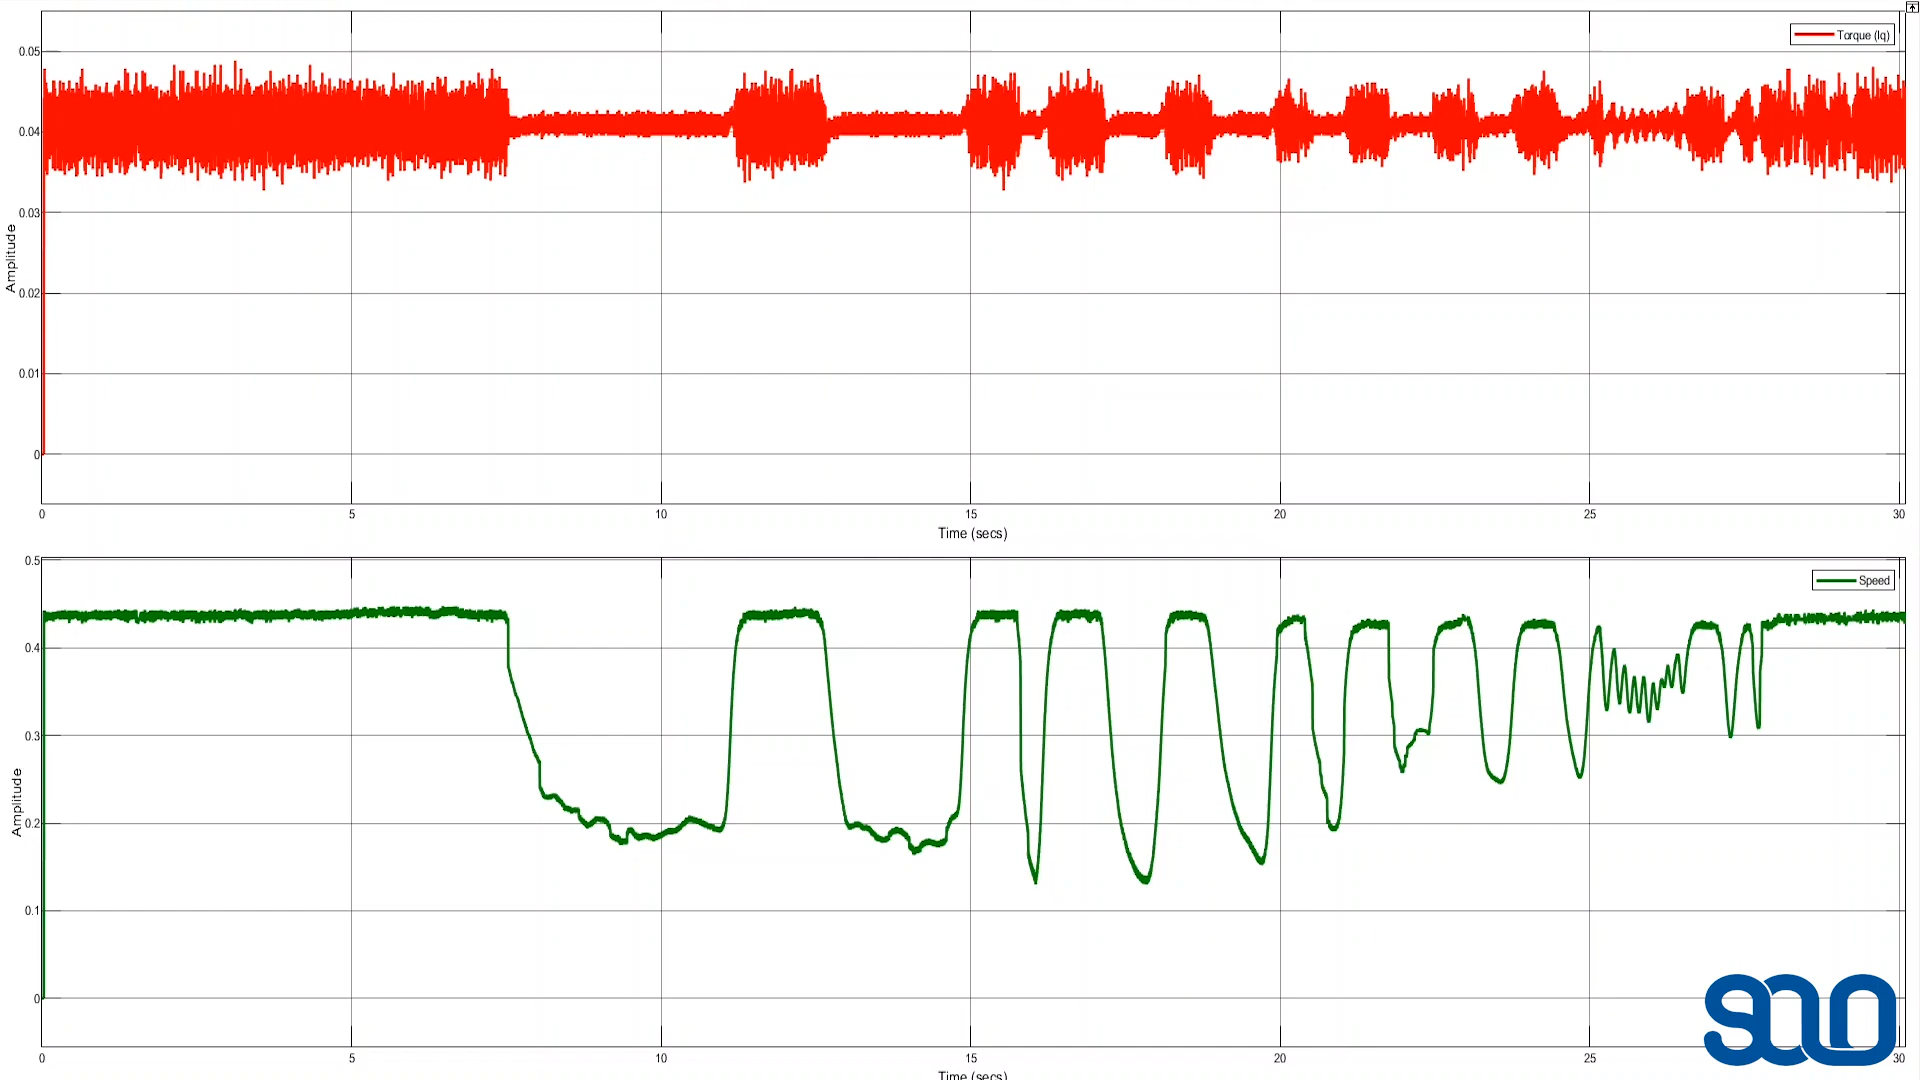 Torque (Iq)
0.05
0.04
0.03
0.02
0.01
0
Amplitude
0 5 10 15 20 25 30
Time (secs)
Speed
0.5
0.4
0.3
0.2
0.1
0
Amplitude
0 5 10 15 20 25 30
Time (secs)